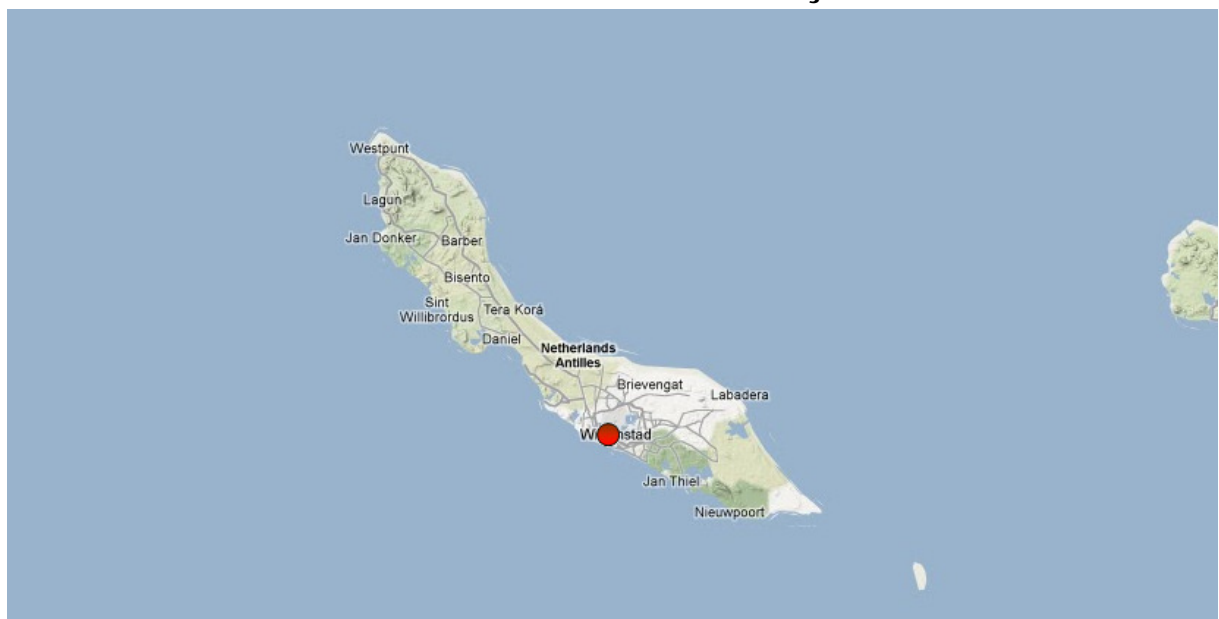 Westpunt
Lagun
Jan Donker
Barber
Bisento
Sint
Willibrordus
Tera Korá
Daniel
Netherlands
Antilles
Brievengat
Labadera
Jan Thiel
Nieuwpoort